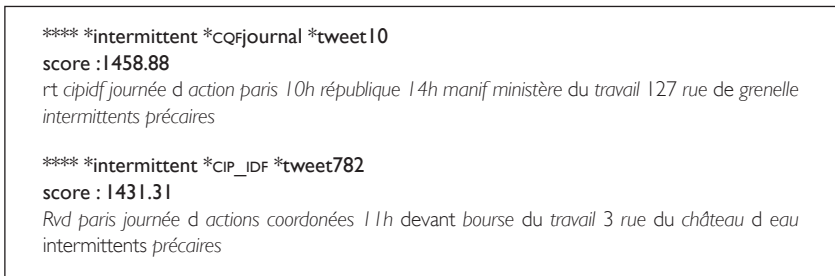 **** *intermittent *CQFjournal *tweet10
score :1458.88
rt cipidf journée d action paris 10h république 14h manif ministère du travail 127 rue de grenelle
intermittents précaires
**** *intermittent *CIP_IDF *tweet782
score : 1431.31
Rvd paris journée d actions coordonées 11h devant bourse du travail 3 rue du château d eau
intermittents précaires